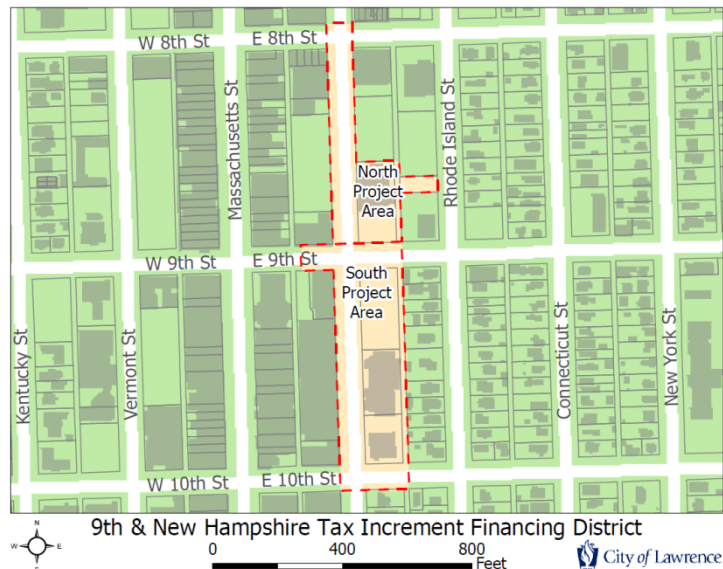 W 8th St
E 8th St
Massachusetts St
Rhode Island St
North
Project
Area
W 9th St
E 9th St
South
Project
Area
Kentucky St
Vermont St
Connecticut St
New York St
W 10th St
E 10th St
9th & New Hampshire Tax Increment Financing District
N
W
E
S
0
400
800
Feet
City of Lawrence